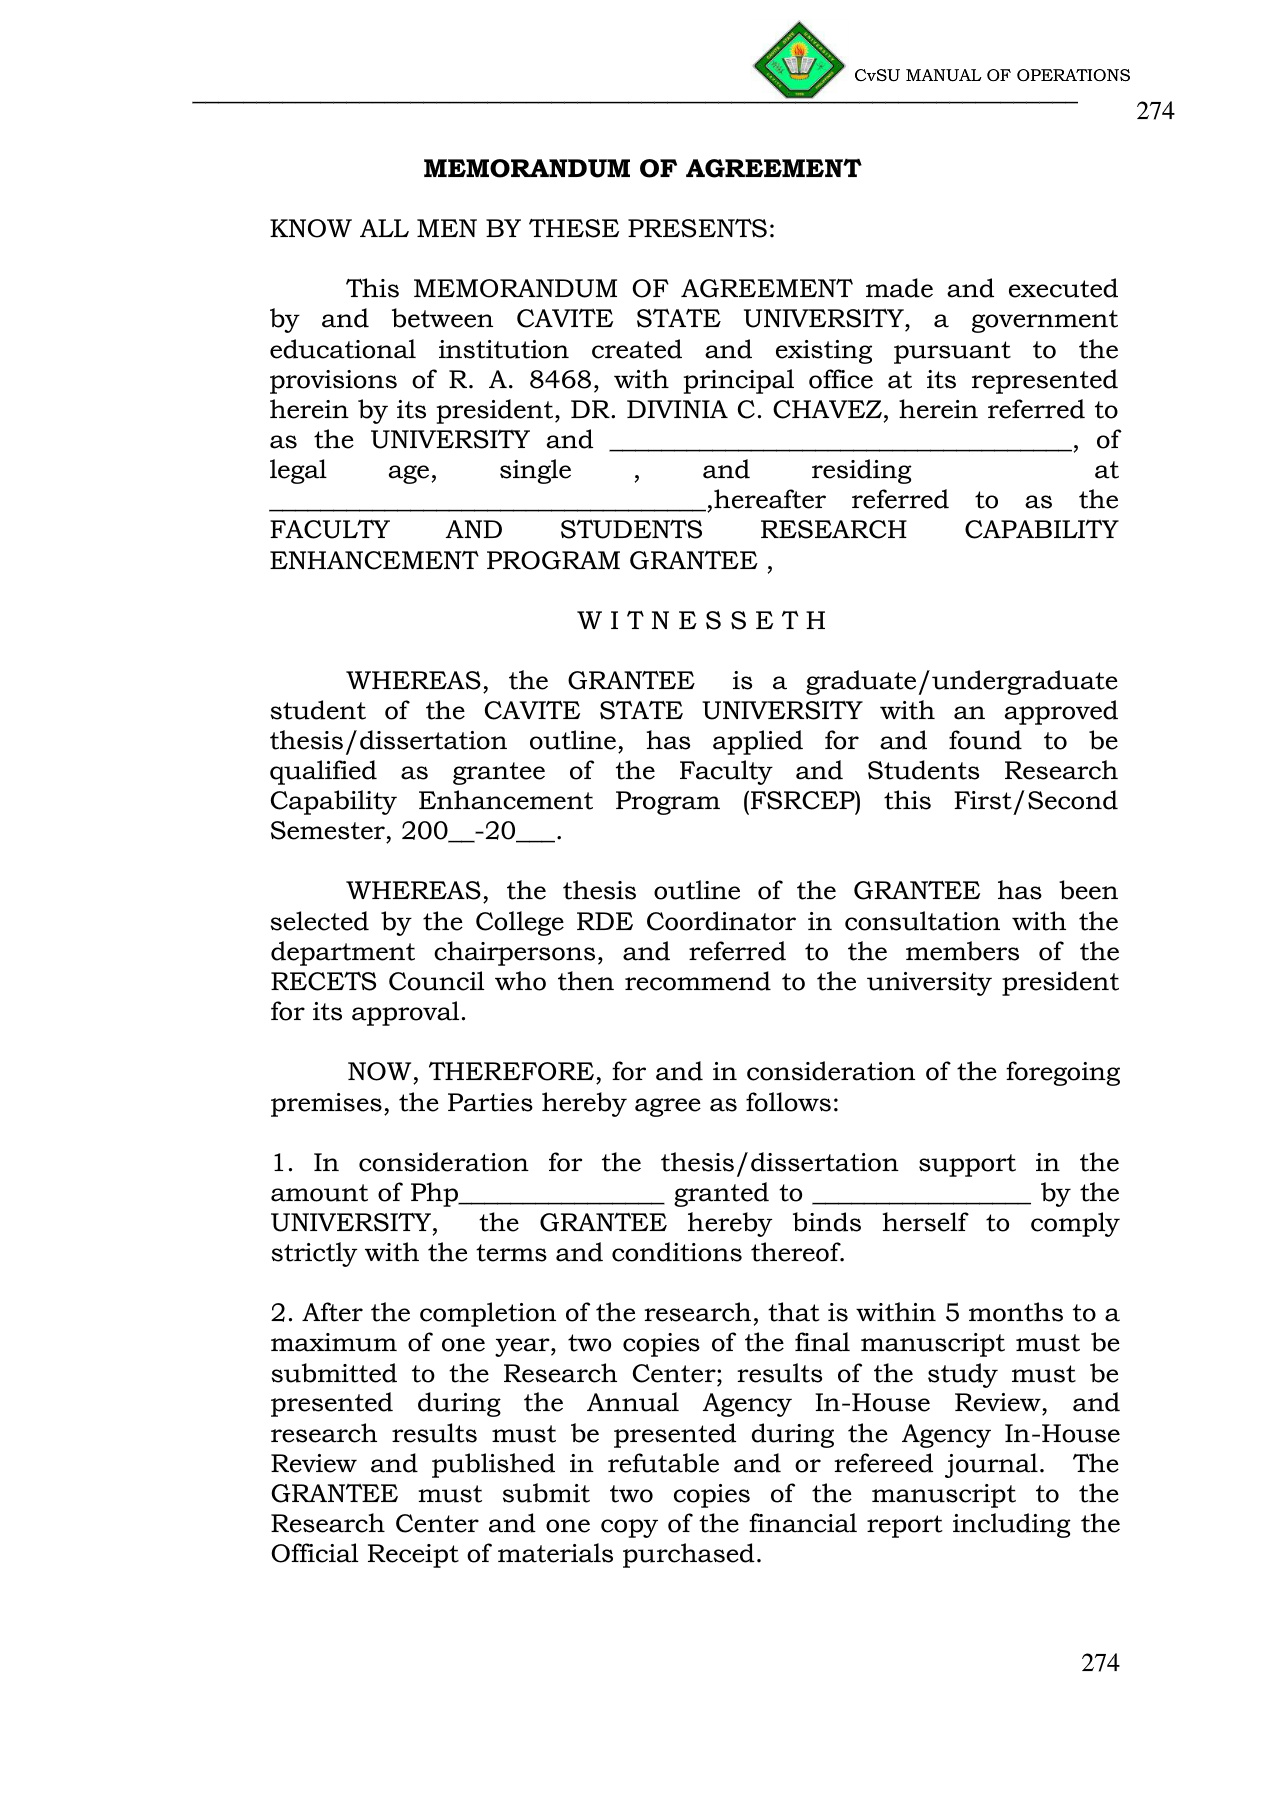 CvSU MANUAL OF OPERATIONS
274
MEMORANDUM OF AGREEMENT
KNOW ALL MEN BY THESE PRESENTS:
This MEMORANDUM OF AGREEMENT made and executed
by and between CAVITE STATE UNIVERSITY, a government
educational institution created and existing pursuant to the
provisions of R. A. 8468, with principal office at its represented
herein by its president, DR. DIVINIA C. CHAVEZ, herein referred to
as the UNIVERSITY and ____________________________________, of
legal age, single , and residing at
__________________________________,hereafter referred to as the
FACULTY AND STUDENTS RESEARCH CAPABILITY
ENHANCEMENT PROGRAM GRANTEE ,
W I T N E S S E T H
WHEREAS, the GRANTEE is a graduate/undergraduate
student of the CAVITE STATE UNIVERSITY with an approved
thesis/dissertation outline, has applied for and found to be
qualified as grantee of the Faculty and Students Research
Capability Enhancement Program (FSRCEP) this First/Second
Semester, 200__-20___.
WHEREAS, the thesis outline of the GRANTEE has been
selected by the College RDE Coordinator in consultation with the
department chairpersons, and referred to the members of the
RECETS Council who then recommend to the university president
for its approval.
NOW, THEREFORE, for and in consideration of the foregoing
premises, the Parties hereby agree as follows:
1. In consideration for the thesis/dissertation support in the
amount of Php________________ granted to _________________ by the
UNIVERSITY, the GRANTEE hereby binds herself to comply
strictly with the terms and conditions thereof.
2. After the completion of the research, that is within 5 months to a
maximum of one year, two copies of the final manuscript must be
submitted to the Research Center; results of the study must be
presented during the Annual Agency In-House Review, and
research results must be presented during the Agency In-House
Review and published in refutable and or refereed journal. The
GRANTEE must submit two copies of the manuscript to the
Research Center and one copy of the financial report including the
Official Receipt of materials purchased.
274